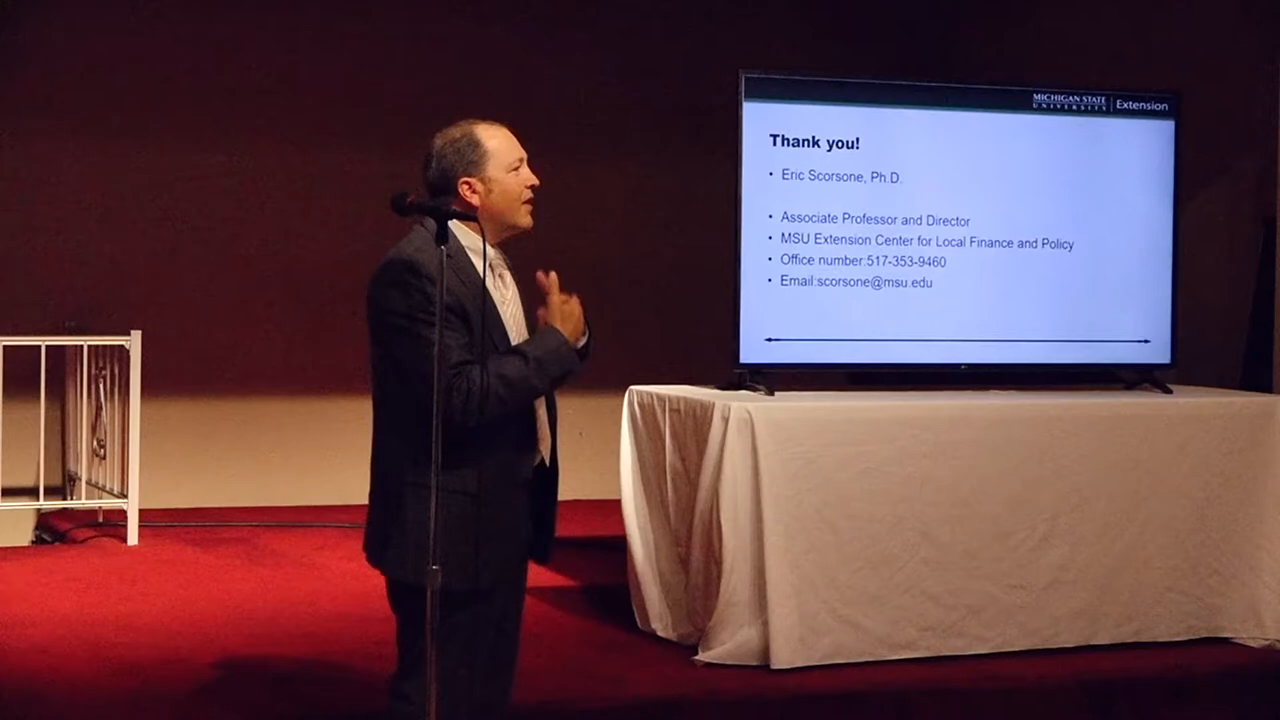 MICHIGAN STATE
UNIVERSITY
Extension
Thank you!
• Eric Scorsone, Ph.D.
• Associate Professor and Director
• MSU Extension Center for Local Finance and Policy
• Office number:517-353-9460
• Email:scorsone@msu.edu